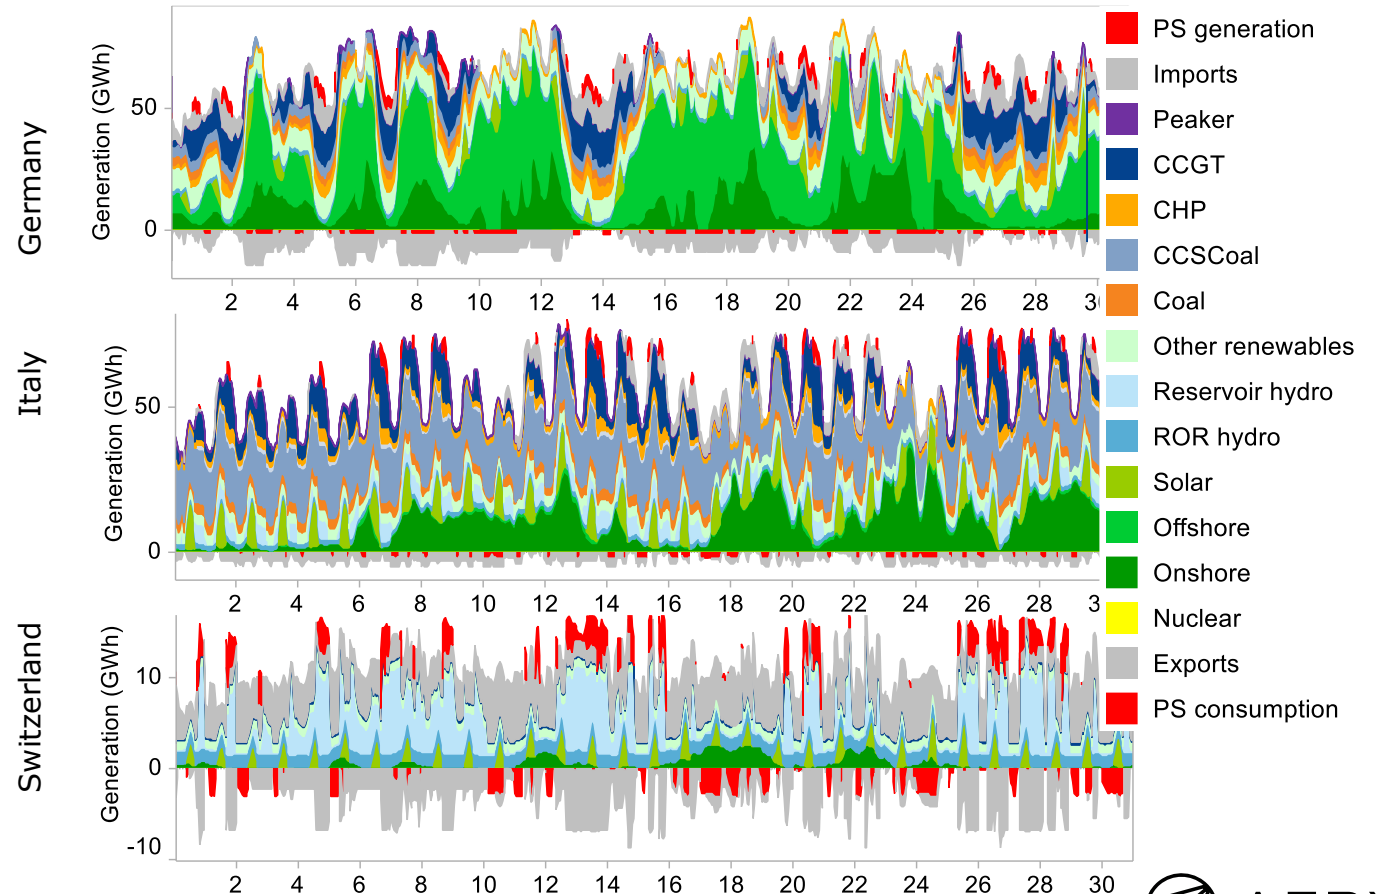 Germany
Generation (GWh)
50
0
2 4 6 8 10 12 14 16 18 20 22 24 26 28
Italy
Generation (GWh)
50
0
2 4 6 8 10 12 14 16 18 20 22 24 26 28 3
Switzerland
Generation (GWh)
10
0
-10
2 4 6 8 10 12 14 16 18 20 22 24 26 28 30
PS generation
Imports
Peaker
CCGT
CHP
CCSCoal
Coal
Other renewables
Reservoir hydro
ROR hydro
Solar
Offshore
Onshore
Nuclear
Exports
PS consumption